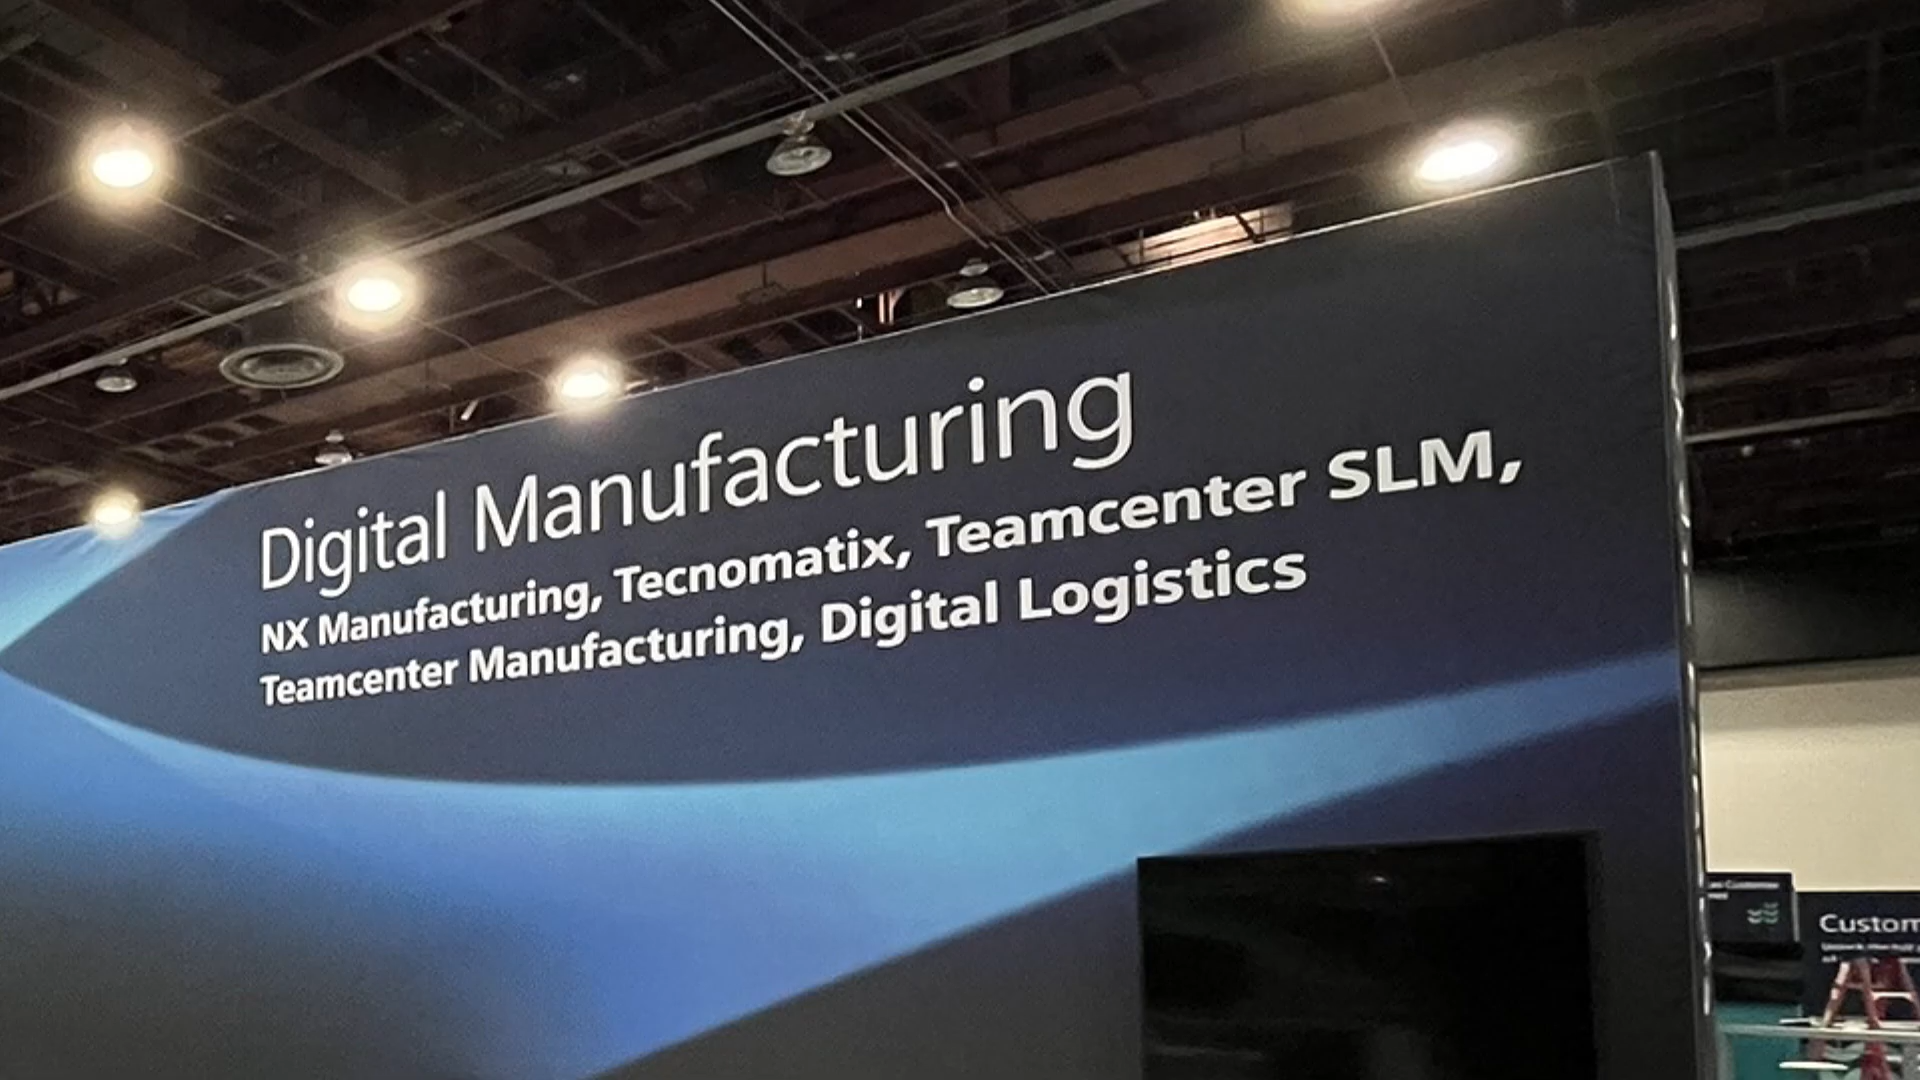 Digital Manufacturing
NX Manufacturing, Tecnomatix, Teamcenter SLM,
Teamcenter Manufacturing, Digital Logistics
Custom